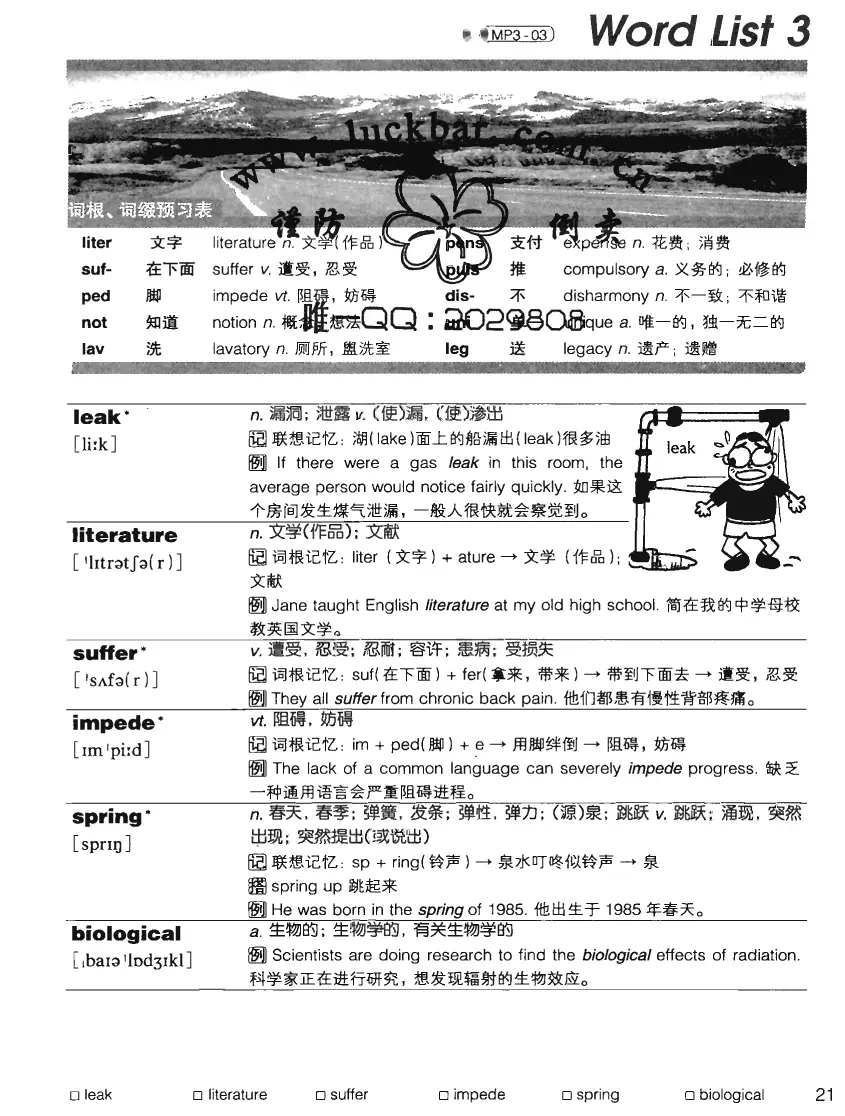 MP3-03 Word List 3
www.luckbar.com.cn
词根、词缀预习表
谨防 倒卖
liter 文字 literature n. 文学(作品) pens 支付 expense n. 花费；消费
suf- 在下面 suffer v. 遭受，忍受 puls 推 compulsory a. 义务的；必修的
ped 脚 impede vt. 阻碍，妨碍 dis- 不 disharmony n. 不一致；不和谐
not 知道 notion n. 概念，想法 uni 单 unique a. 唯一的，独一无二的
唯一QQ：2029808
lav 洗 lavatory n. 厕所，盥洗室 leg 送 legacy n. 遗产；遗赠
leak* n. 漏洞；泄露 v. (使)漏，(使)渗出
[liːk] 记 联想记忆：湖(lake)面上的船漏出(leak)很多油
例 If there were a gas leak in this room, the
average person would notice fairly quickly. 如果这
个房间发生煤气泄漏，一般人很快就会察觉到。
leak
literature n. 文学(作品)；文献
[ˈlɪtrətʃə(r)] 记 词根记忆：liter (文字) + ature → 文学 (作品)；
文献
例 Jane taught English literature at my old high school. 简在我的中学母校
教英国文学。
suffer* v. 遭受，忍受；忍耐；容许；患病；受损失
[ˈsʌfə(r)] 记 词根记忆：suf(在下面) + fer(拿来，带来) → 带到下面去 → 遭受，忍受
例 They all suffer from chronic back pain. 他们都患有慢性背部疼痛。
impede* vt. 阻碍，妨碍
[ɪmˈpiːd] 记 词根记忆：im + ped(脚) + e → 用脚绊倒 → 阻碍，妨碍
例 The lack of a common language can severely impede progress. 缺乏
一种通用语言会严重阻碍进程。
spring* n. 春天，春季；弹簧，发条；弹性，弹力；(源)泉；跳跃 v. 跳跃；涌现，突然
出现；突然提出(或说出)
[sprɪŋ] 记 联想记忆：sp + ring(铃声) → 泉水叮咚似铃声 → 泉
搭 spring up 跳起来
例 He was born in the spring of 1985. 他出生于 1985 年春天。
biological a. 生物的；生物学的，有关生物学的
[ˌbaɪəˈlɒdʒɪkl] 例 Scientists are doing research to find the biological effects of radiation.
科学家正在进行研究，想发现辐射的生物效应。
□ leak □ literature □ suffer □ impede □ spring □ biological 21